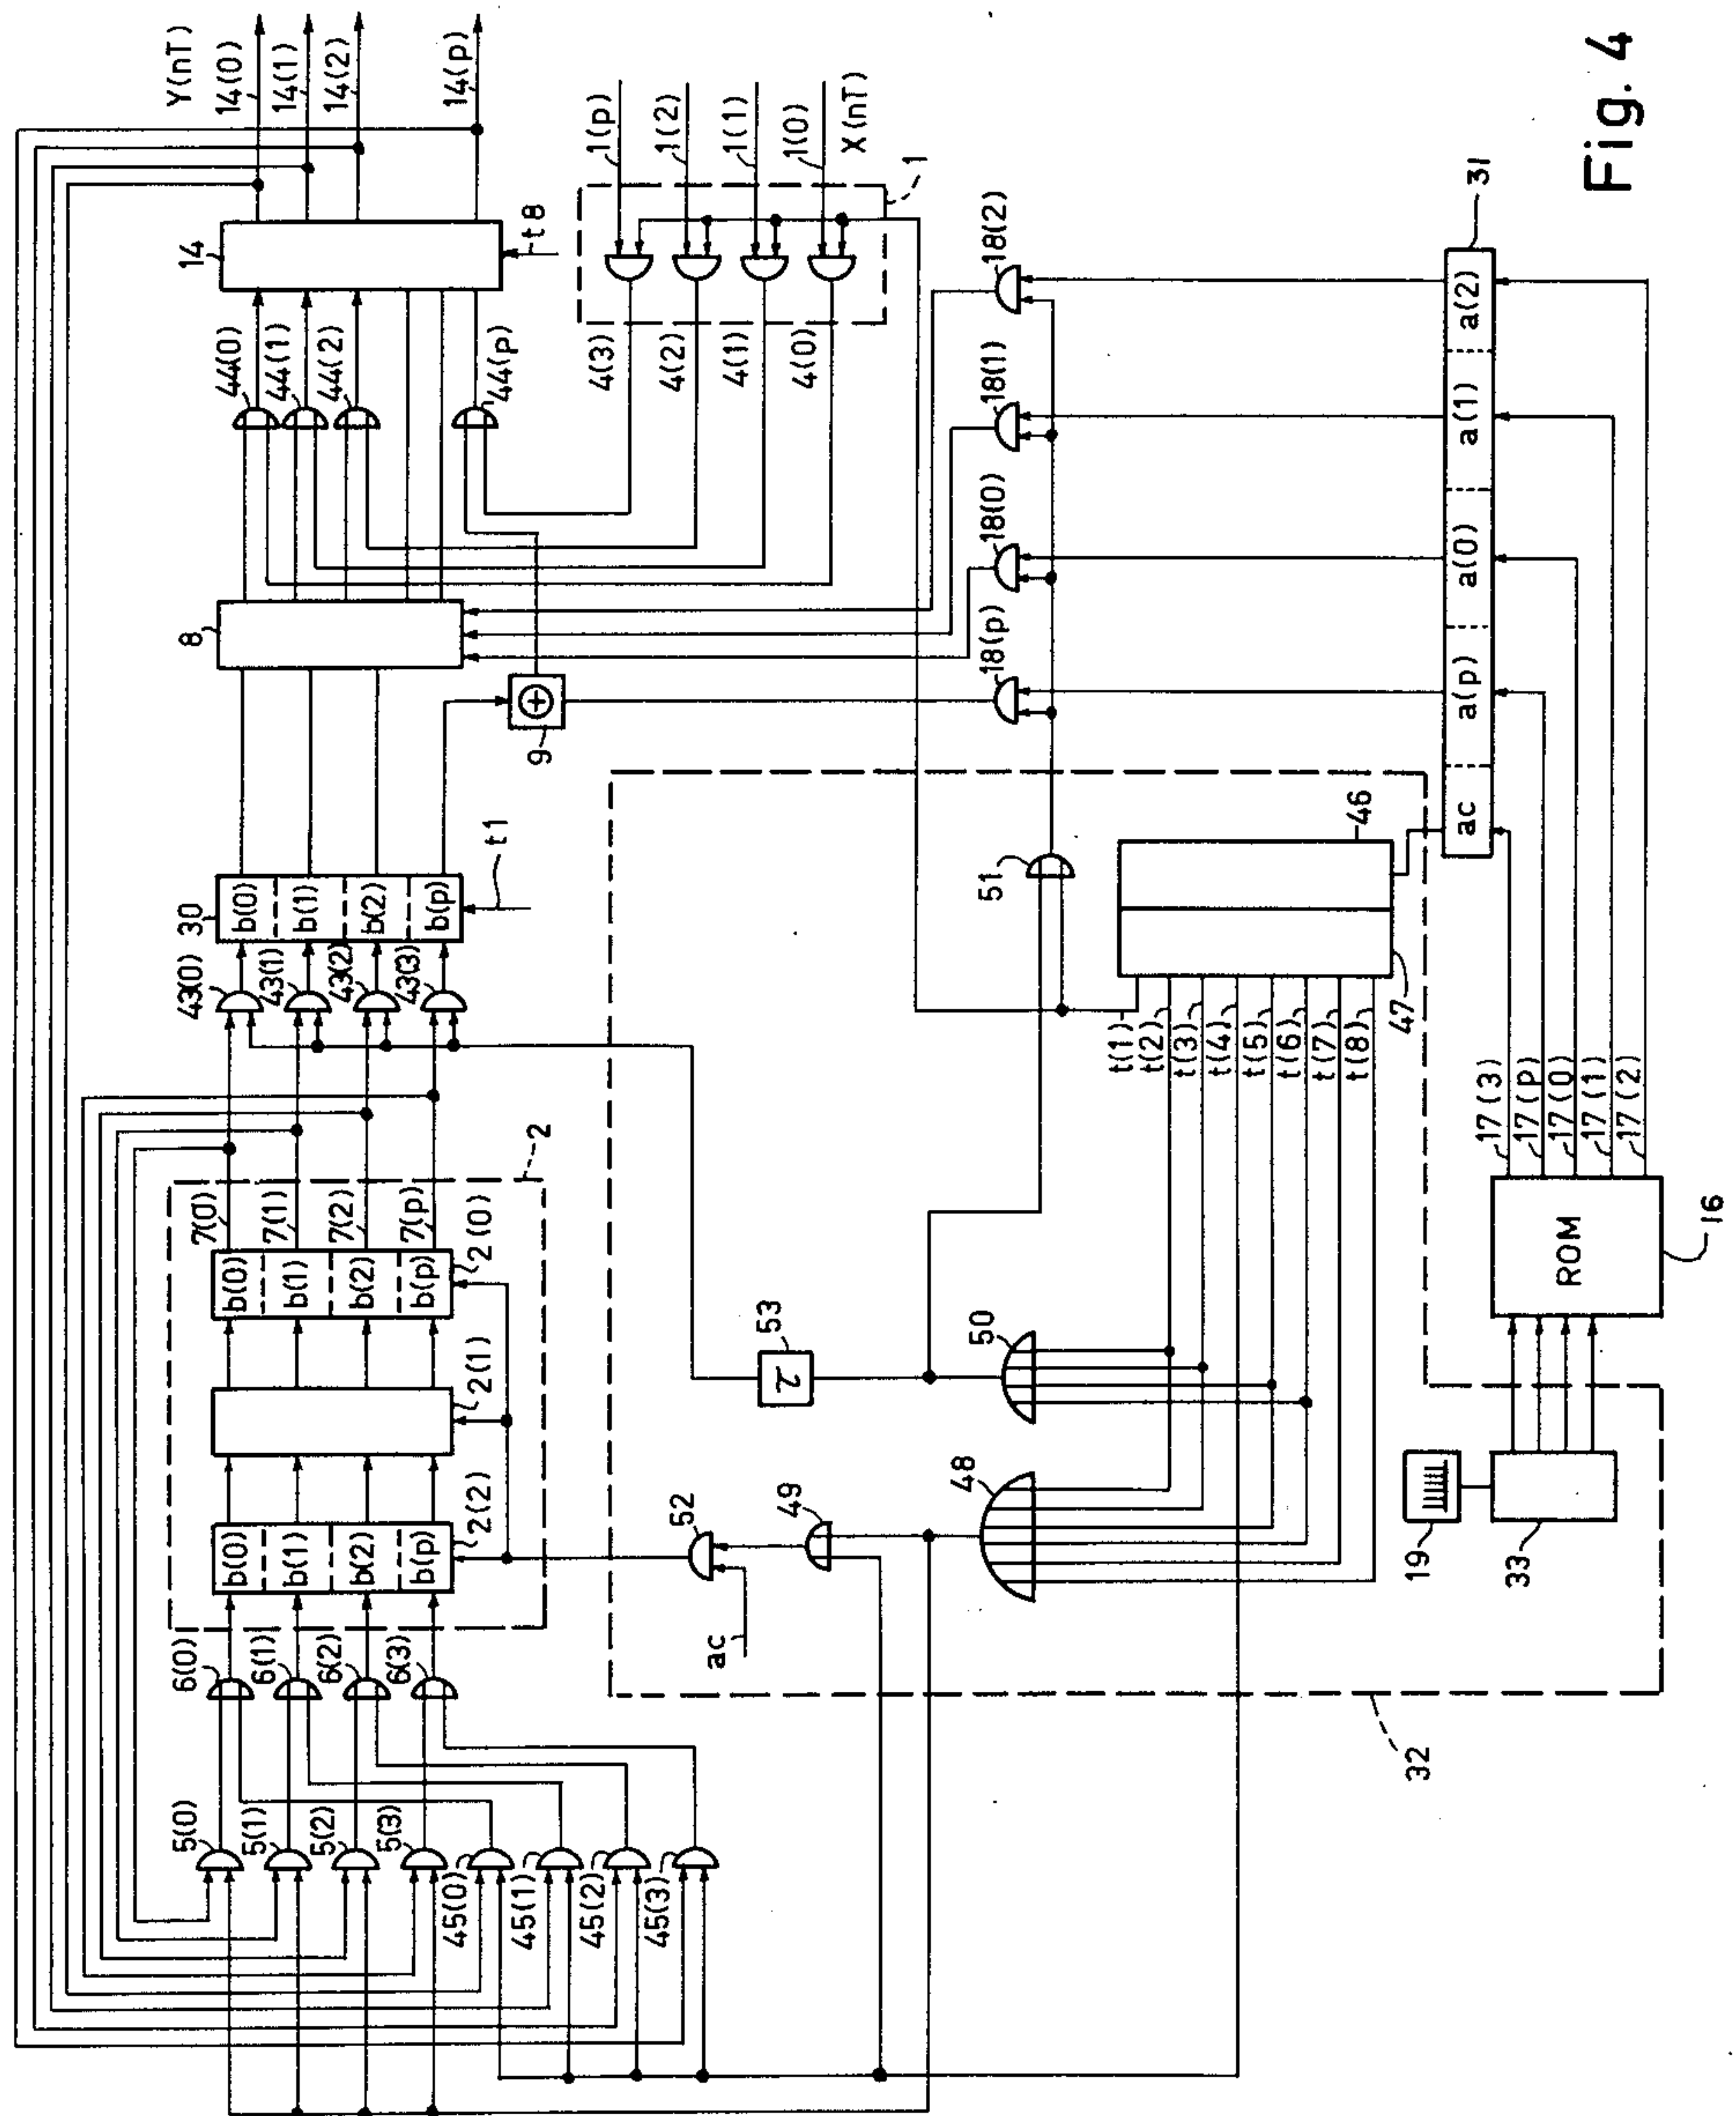 Y(nT)
14(0)
14(1)
14(2)
14(p)
14
t8
44(0)
44(1)
44(2)
44(p)
1(p)
1(2)
1(1)
1(0)
X(nT)
1
4(3)
4(2)
4(1)
4(0)
8
9
18(p)
18(0)
18(1)
18(2)
30
b(0)
b(1)
b(2)
b(p)
t1
43(0)
43(1)
43(2)
43(3)
2
7(0)
7(1)
7(2)
7(p)
b(0)
b(1)
b(2)
b(p)
2(0)
2(1)
b(0)
b(1)
b(2)
b(p)
2(2)
6(0)
6(1)
6(2)
6(3)
5(0)
5(1)
5(2)
5(3)
45(0)
45(1)
45(2)
45(3)
52
ac
49
48
50
53
51
46
47
t(1)
t(2)
t(3)
t(4)
t(5)
t(6)
t(7)
t(8)
31
ac
a(p)
a(0)
a(1)
a(2)
17(3)
17(P)
17(0)
17(1)
17(2)
ROM
16
19
33
32
Fig. 4